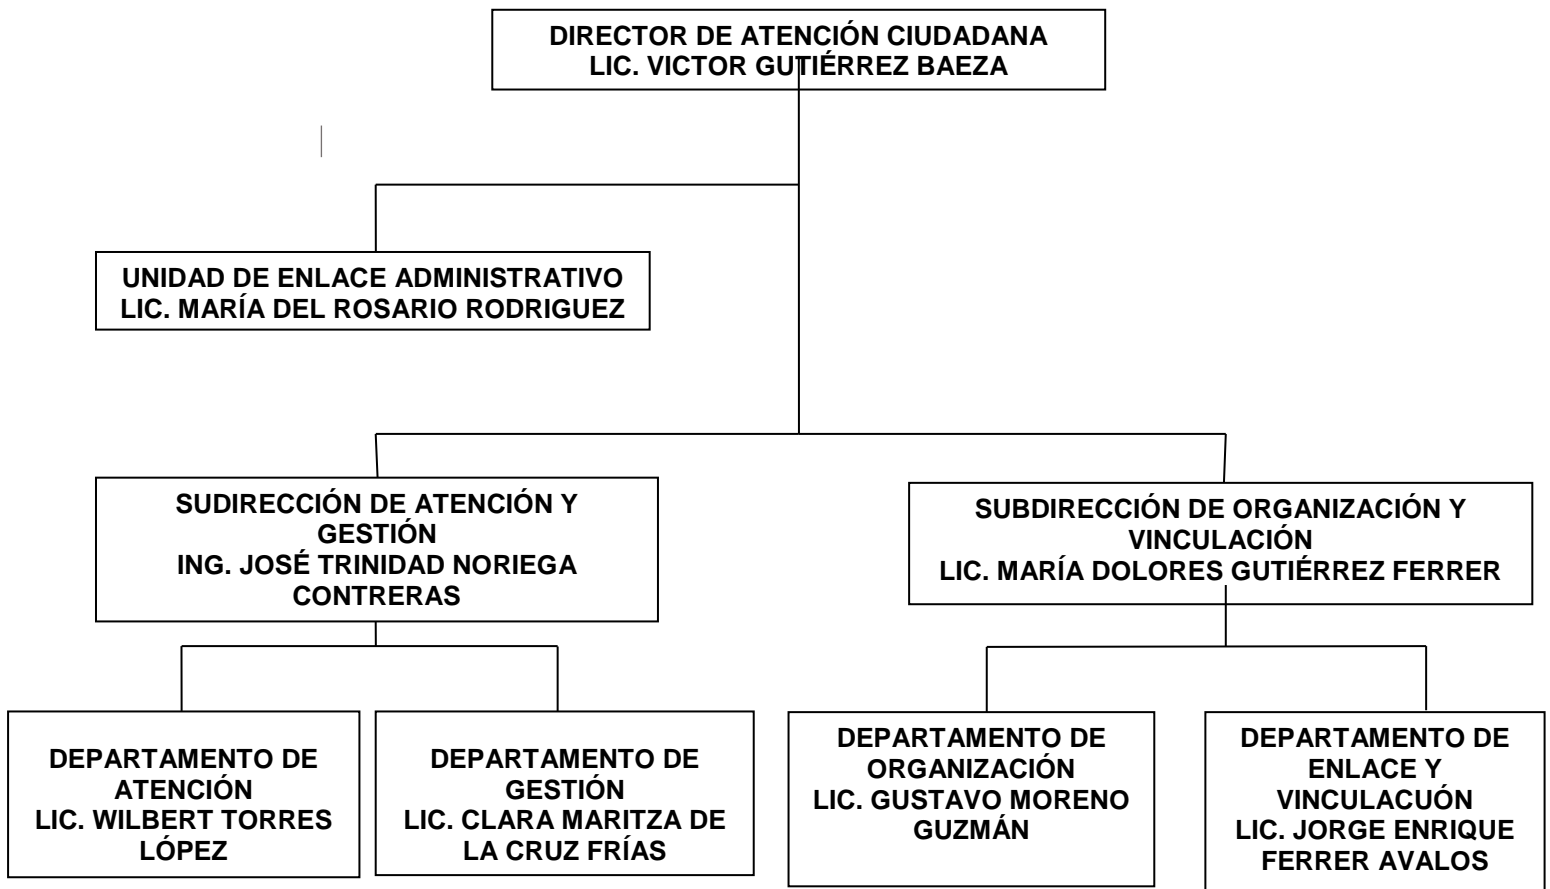 DIRECTOR DE ATENCIÓN CIUDADANA
LIC. VICTOR GUTIÉRREZ BAEZA
UNIDAD DE ENLACE ADMINISTRATIVO
LIC. MARÍA DEL ROSARIO RODRIGUEZ
SUDIRECCIÓN DE ATENCIÓN Y
GESTIÓN
ING. JOSÉ TRINIDAD NORIEGA
CONTRERAS
SUBDIRECCIÓN DE ORGANIZACIÓN Y
VINCULACIÓN
LIC. MARÍA DOLORES GUTIÉRREZ FERRER
DEPARTAMENTO DE
ATENCIÓN
LIC. WILBERT TORRES
LÓPEZ
DEPARTAMENTO DE
GESTIÓN
LIC. CLARA MARITZA DE
LA CRUZ FRÍAS
DEPARTAMENTO DE
ORGANIZACIÓN
LIC. GUSTAVO MORENO
GUZMÁN
DEPARTAMENTO DE
ENLACE Y
VINCULACUÓN
LIC. JORGE ENRIQUE
FERRER AVALOS